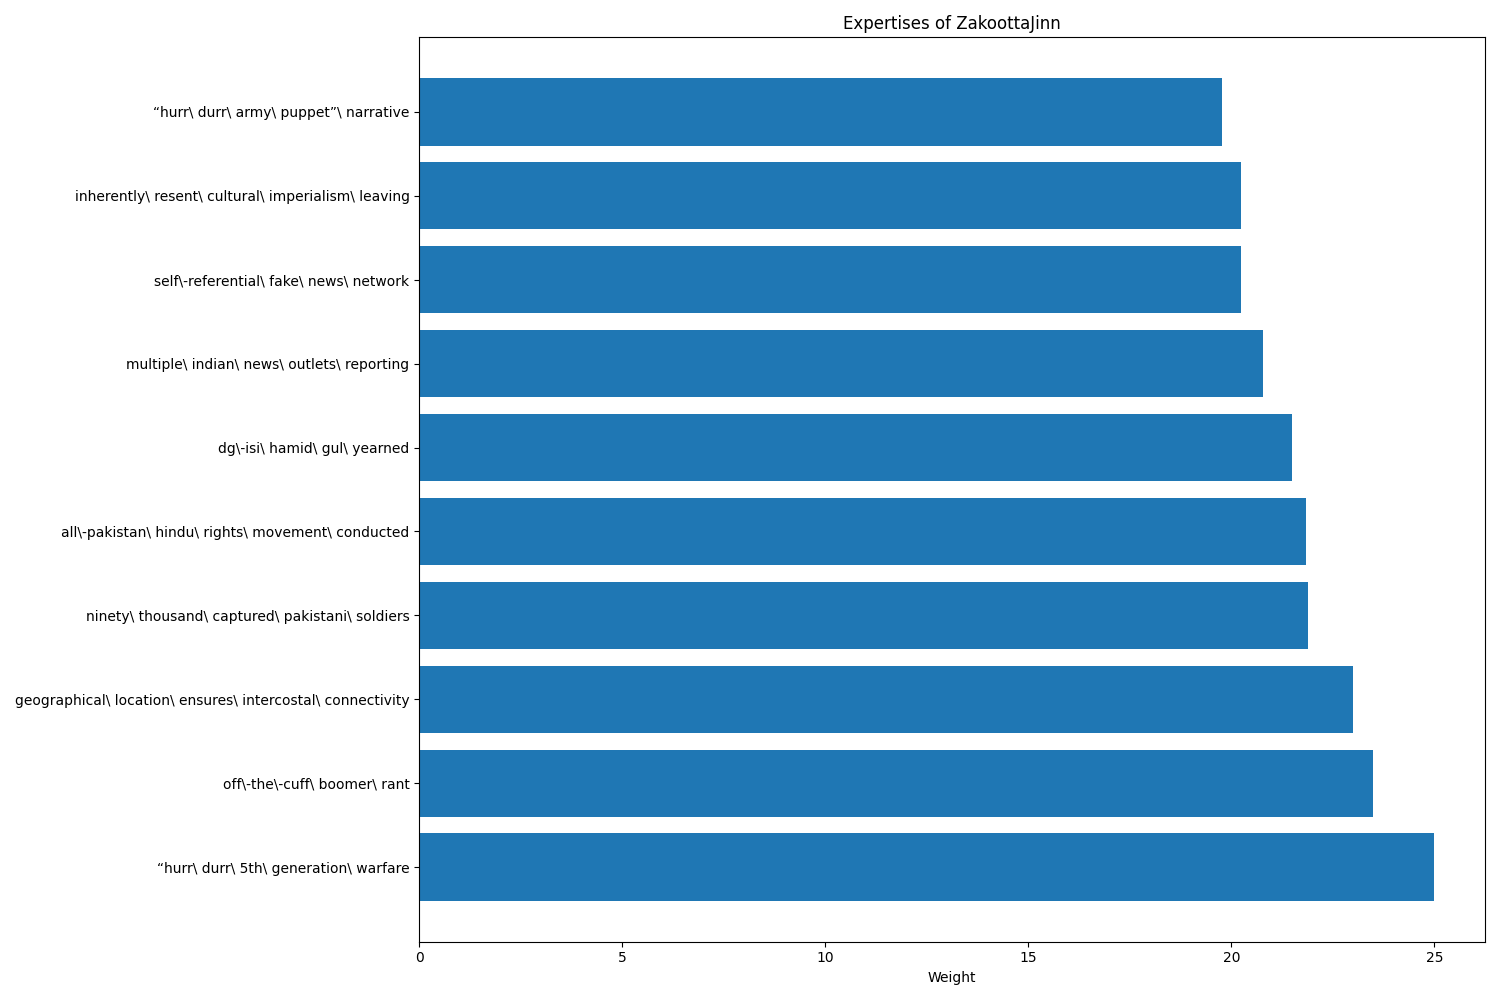 Expertises of ZakoottaJinn
“hurr\ durr\ army\ puppet”\ narrative
inherently\ resent\ cultural\ imperialism\ leaving
self\-referential\ fake\ news\ network
multiple\ indian\ news\ outlets\ reporting
dg\-isi\ hamid\ gul\ yearned
all\-pakistan\ hindu\ rights\ movement\ conducted
ninety\ thousand\ captured\ pakistani\ soldiers
geographical\ location\ ensures\ intercostal\ connectivity
off\-the\-cuff\ boomer\ rant
“hurr\ durr\ 5th\ generation\ warfare
0 5 10 15 20 25
Weight